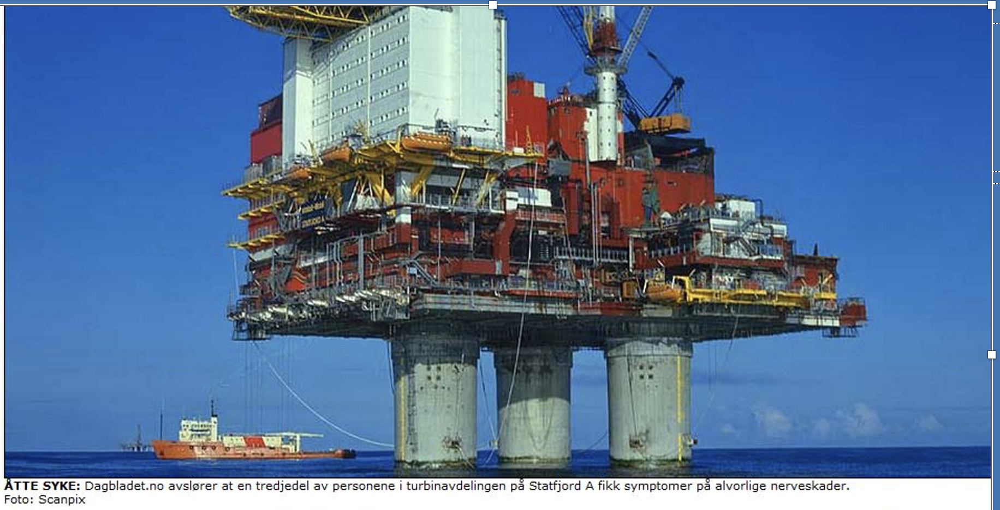 ÅTTE SYKE: Dagbladet.no avslører at en tredjedel av personene i turbinavdelingen på Statfjord A fikk symptomer på alvorlige nerveskader.
Foto: Scanpix